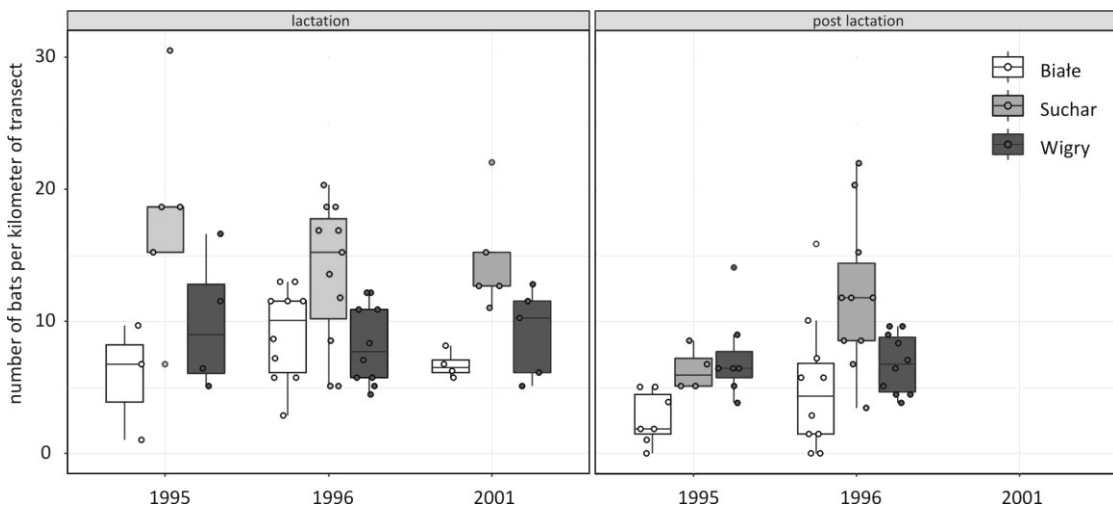 lactation
post lactation
number of bats per kilometer of transect
30
20
10
0
Białe
Suchar
Wigry
1995
1996
2001
1995
1996
2001